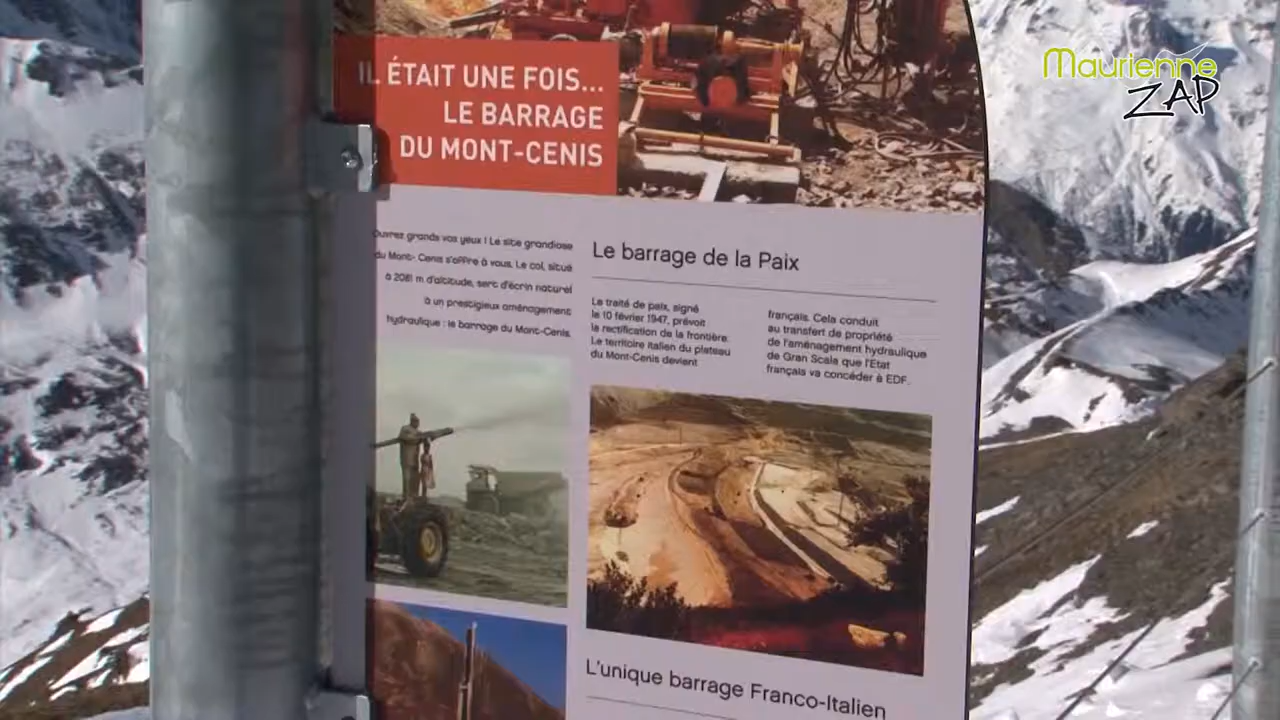 Maurienne
ZAP
IL ÉTAIT UNE FOIS...
LE BARRAGE
DU MONT-CENIS
Ouvrez grands vos yeux ! Le site grandiose
du Mont- Cenis s'offre à vous. Le col, situé
à 2081 m d'altitude, sert d'écrin naturel
à un prestigieux aménagement
hydraulique : le barrage du Mont-Cenis.
Le barrage de la Paix
Le traité de paix, signé
le 10 février 1947, prévoit
la rectification de la frontière.
Le territoire italien du plateau
du Mont-Cenis devient
français. Cela conduit
au transfert de propriété
de l'aménagement hydraulique
de Gran Scala que l'Etat
français va concéder à EDF.
L'unique barrage Franco-Italien